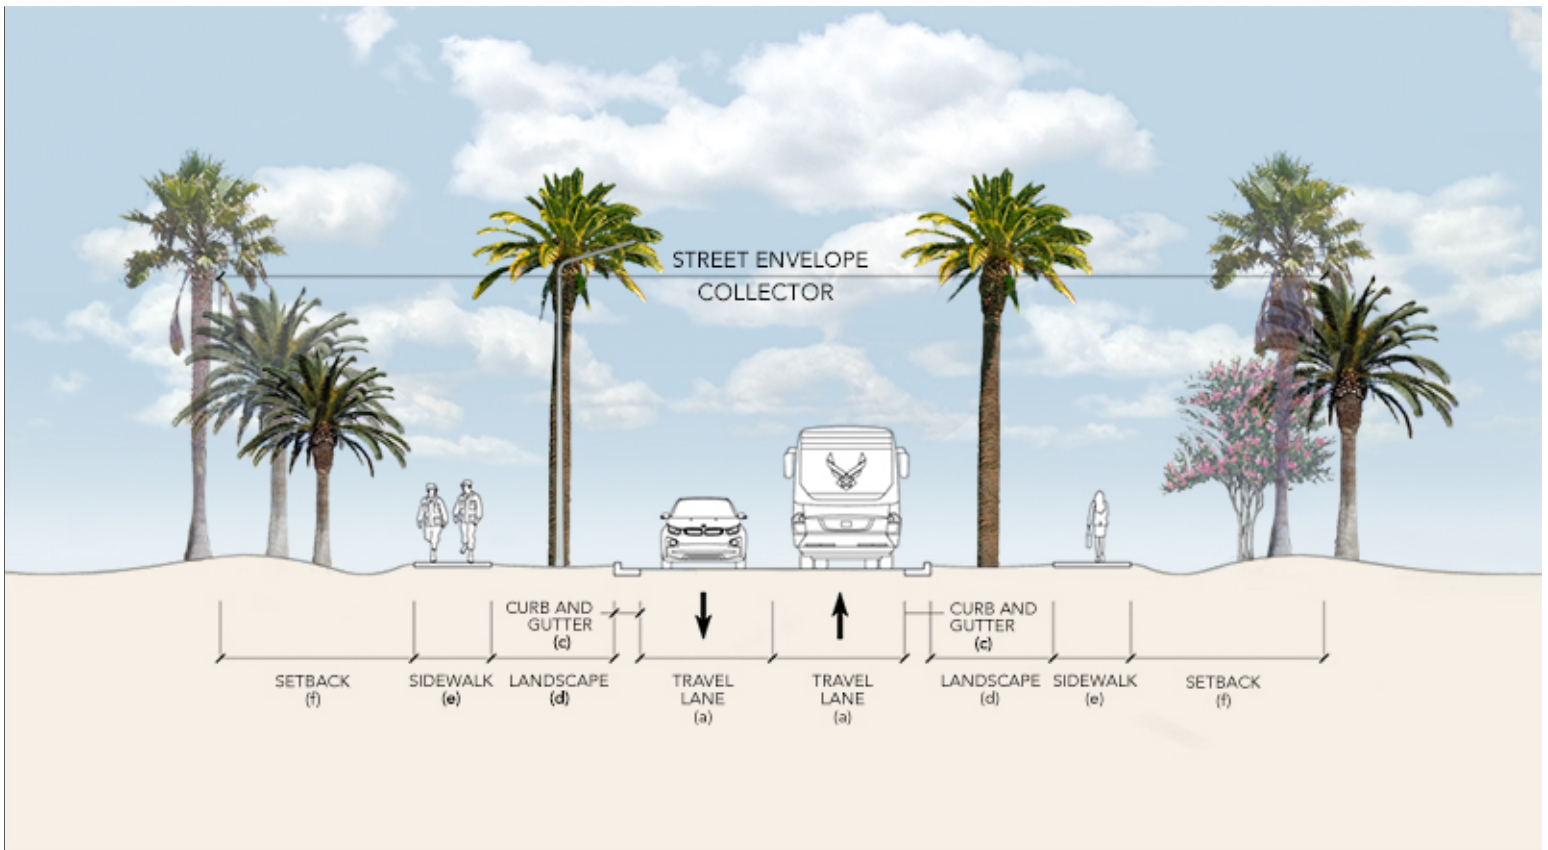 STREET ENVELOPE
COLLECTOR
CURB AND
GUTTER
(c)
CURB AND
GUTTER
(c)
SETBACK
(f)
SIDEWALK
(e)
LANDSCAPE
(d)
TRAVEL
LANE
(a)
TRAVEL
LANE
(a)
LANDSCAPE
(d)
SIDEWALK
(e)
SETBACK
(f)